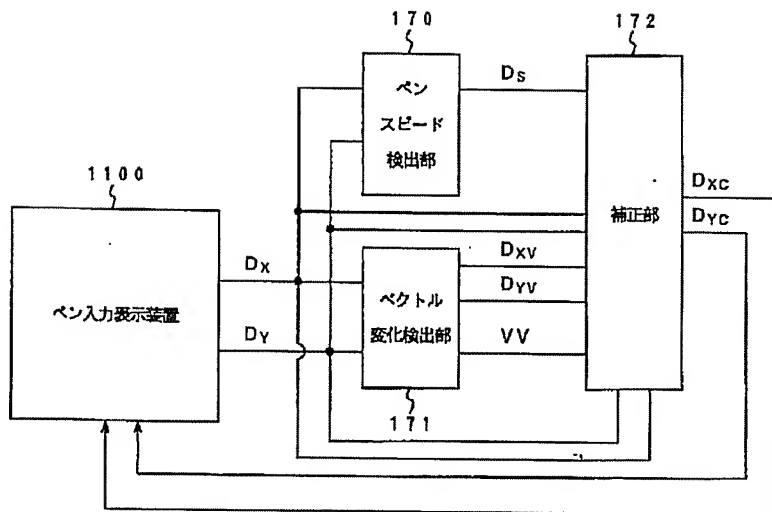 170
172
ペン
スピード
検出部
DS
1100
DXC
DYC
補正部
DX
DXV
DYV
ペン入力表示装置
ベクトル
変化検出部
DY
VV
171